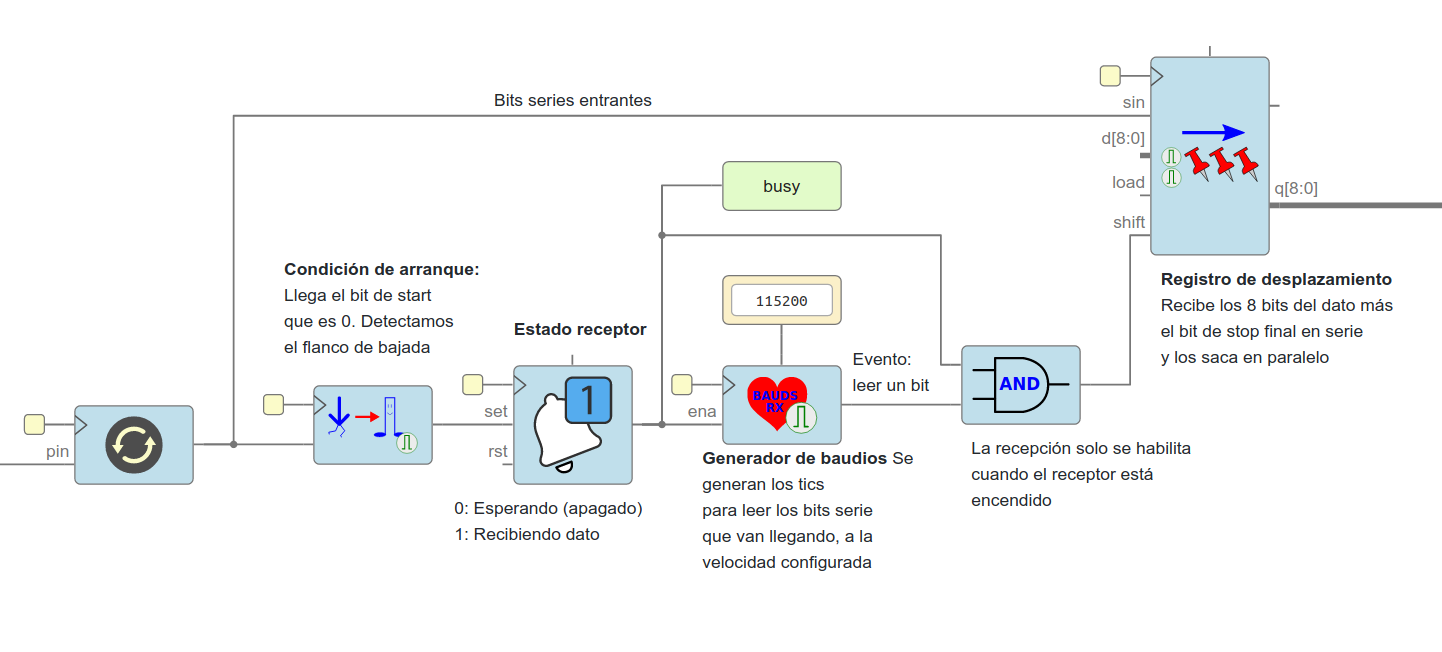 Bits series entrantes
sin
d[8:0]
load
shift
q[8:0]
busy
Condición de arranque:
Llega el bit de start
que es 0. Detectamos
el flanco de bajada
Estado receptor
115200
Registro de desplazamiento
Recibe los 8 bits del dato más
el bit de stop final en serie
y los saca en paralelo
Evento:
leer un bit
AND
1
set
rst
ena
BAUDS
RX
pin
La recepción solo se habilita
cuando el receptor está
encendido
Generador de baudios Se
generan los tics
para leer los bits serie
que van llegando, a la
velocidad configurada
0: Esperando (apagado)
1: Recibiendo dato